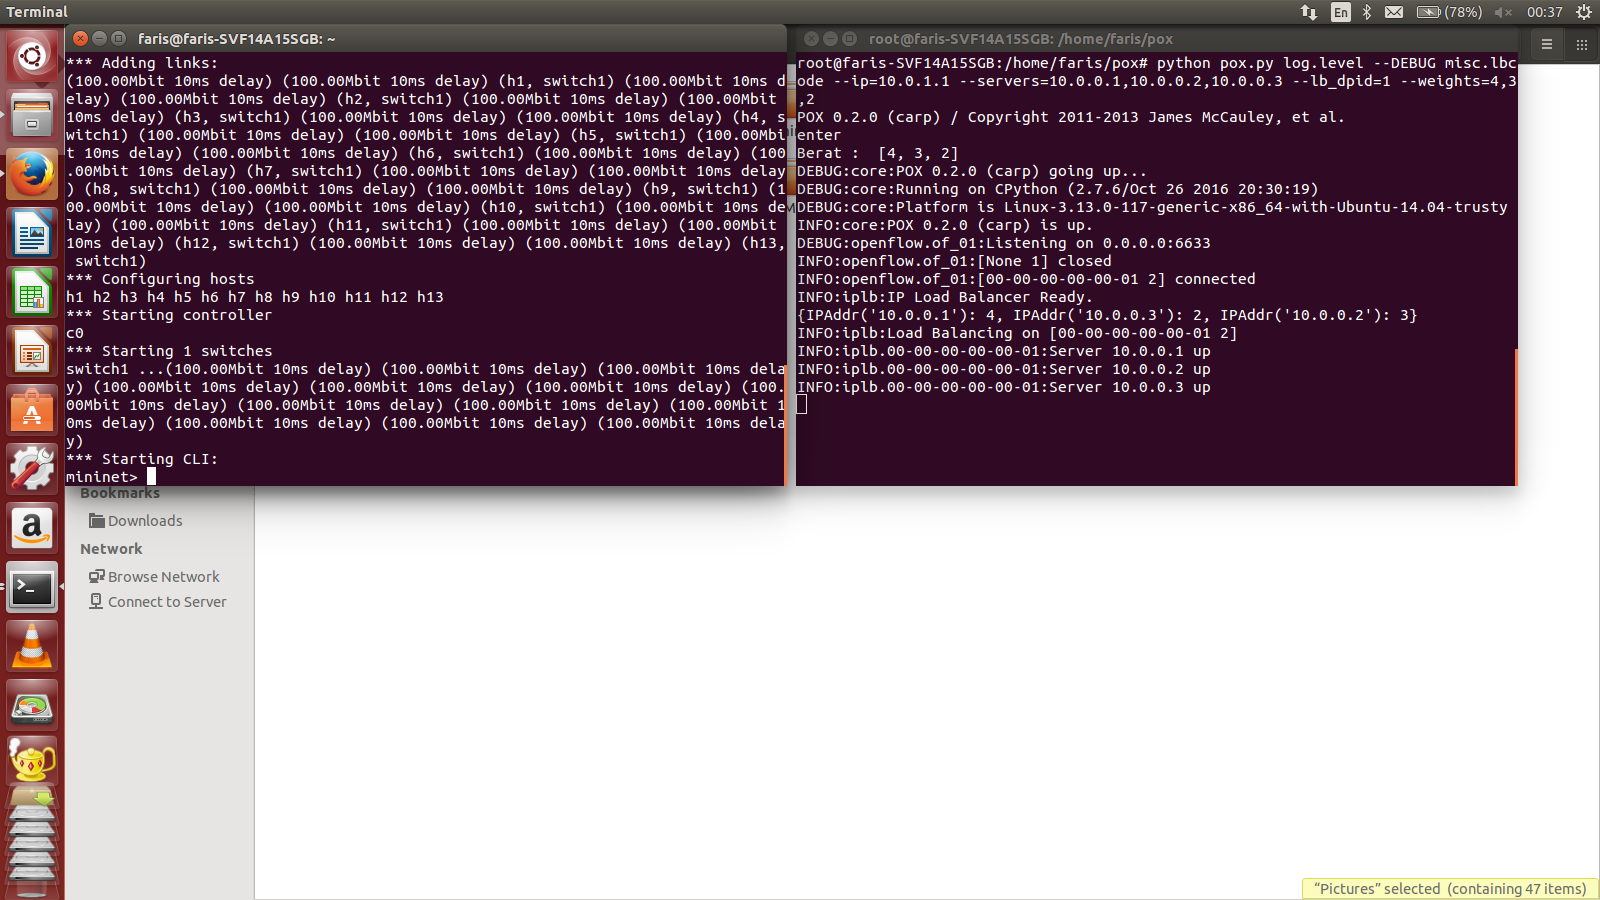 Terminal
En
(78%)
00:37
faris@faris-SVF14A15SGB: ~
*** Adding links:
(100.00Mbit 10ms delay) (100.00Mbit 10ms delay) (h1, switch1) (100.00Mbit 10ms d
elay) (100.00Mbit 10ms delay) (h2, switch1) (100.00Mbit 10ms delay) (100.00Mbit
10ms delay) (h3, switch1) (100.00Mbit 10ms delay) (100.00Mbit 10ms delay) (h4, s
witch1) (100.00Mbit 10ms delay) (100.00Mbit 10ms delay) (h5, switch1) (100.00Mbi
t 10ms delay) (100.00Mbit 10ms delay) (h6, switch1) (100.00Mbit 10ms delay) (100
.00Mbit 10ms delay) (h7, switch1) (100.00Mbit 10ms delay) (100.00Mbit 10ms delay
) (h8, switch1) (100.00Mbit 10ms delay) (100.00Mbit 10ms delay) (h9, switch1) (1
00.00Mbit 10ms delay) (100.00Mbit 10ms delay) (h10, switch1) (100.00Mbit 10ms de
lay) (100.00Mbit 10ms delay) (h11, switch1) (100.00Mbit 10ms delay) (100.00Mbit
10ms delay) (h12, switch1) (100.00Mbit 10ms delay) (100.00Mbit 10ms delay) (h13,
switch1)
*** Configuring hosts
h1 h2 h3 h4 h5 h6 h7 h8 h9 h10 h11 h12 h13
*** Starting controller
c0
*** Starting 1 switches
switch1 ...(100.00Mbit 10ms delay) (100.00Mbit 10ms delay) (100.00Mbit 10ms dela
y) (100.00Mbit 10ms delay) (100.00Mbit 10ms delay) (100.00Mbit 10ms delay) (100.
00Mbit 10ms delay) (100.00Mbit 10ms delay) (100.00Mbit 10ms delay) (100.00Mbit 1
0ms delay) (100.00Mbit 10ms delay) (100.00Mbit 10ms delay) (100.00Mbit 10ms dela
y)
*** Starting CLI:
mininet>
root@faris-SVF14A15SGB: /home/faris/pox
root@faris-SVF14A15SGB:/home/faris/pox# python pox.py log.level --DEBUG misc.lbc
ode --ip=10.0.1.1 --servers=10.0.0.1,10.0.0.2,10.0.0.3 --lb_dpid=1 --weights=4,3
,2
POX 0.2.0 (carp) / Copyright 2011-2013 James McCauley, et al.
enter
Berat :  [4, 3, 2]
DEBUG:core:POX 0.2.0 (carp) going up...
DEBUG:core:Running on CPython (2.7.6/Oct 26 2016 20:30:19)
DEBUG:core:Platform is Linux-3.13.0-117-generic-x86_64-with-Ubuntu-14.04-trusty
INFO:core:POX 0.2.0 (carp) is up.
DEBUG:openflow.of_01:Listening on 0.0.0.0:6633
INFO:openflow.of_01:[None 1] closed
INFO:openflow.of_01:[00-00-00-00-00-01 2] connected
INFO:iplb:IP Load Balancer Ready.
{IPAddr('10.0.0.1'): 4, IPAddr('10.0.0.3'): 2, IPAddr('10.0.0.2'): 3}
INFO:iplb:Load Balancing on [00-00-00-00-00-01 2]
INFO:iplb.00-00-00-00-00-01:Server 10.0.0.1 up
INFO:iplb.00-00-00-00-00-01:Server 10.0.0.2 up
INFO:iplb.00-00-00-00-00-01:Server 10.0.0.3 up
Bookmarks
Downloads
Network
Browse Network
Connect to Server
“Pictures” selected (containing 47 items)